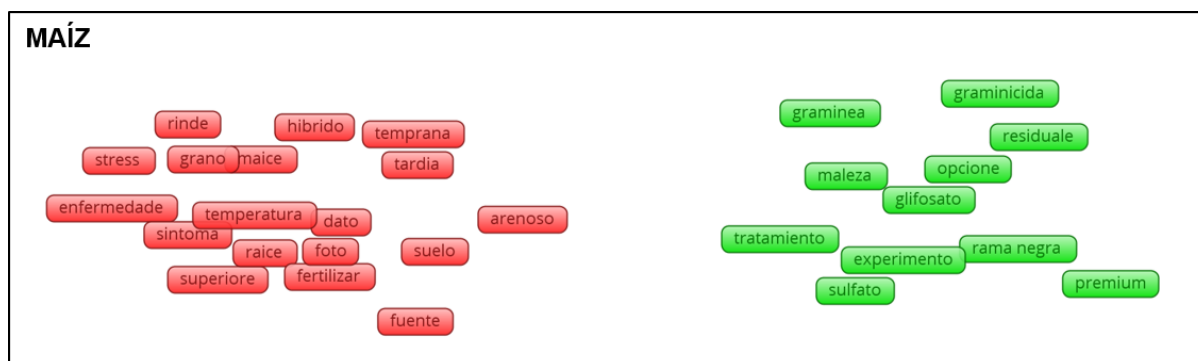 MAÍZ
rinde
hibrido
temprana
stress
grano
maice
tardia
enfermedade
temperatura
dato
sintoma
arenoso
raice
foto
suelo
superiore
fertilizar
fuente
graminicida
graminea
residuale
maleza
opcione
glifosato
tratamiento
experimento
rama negra
sulfato
premium